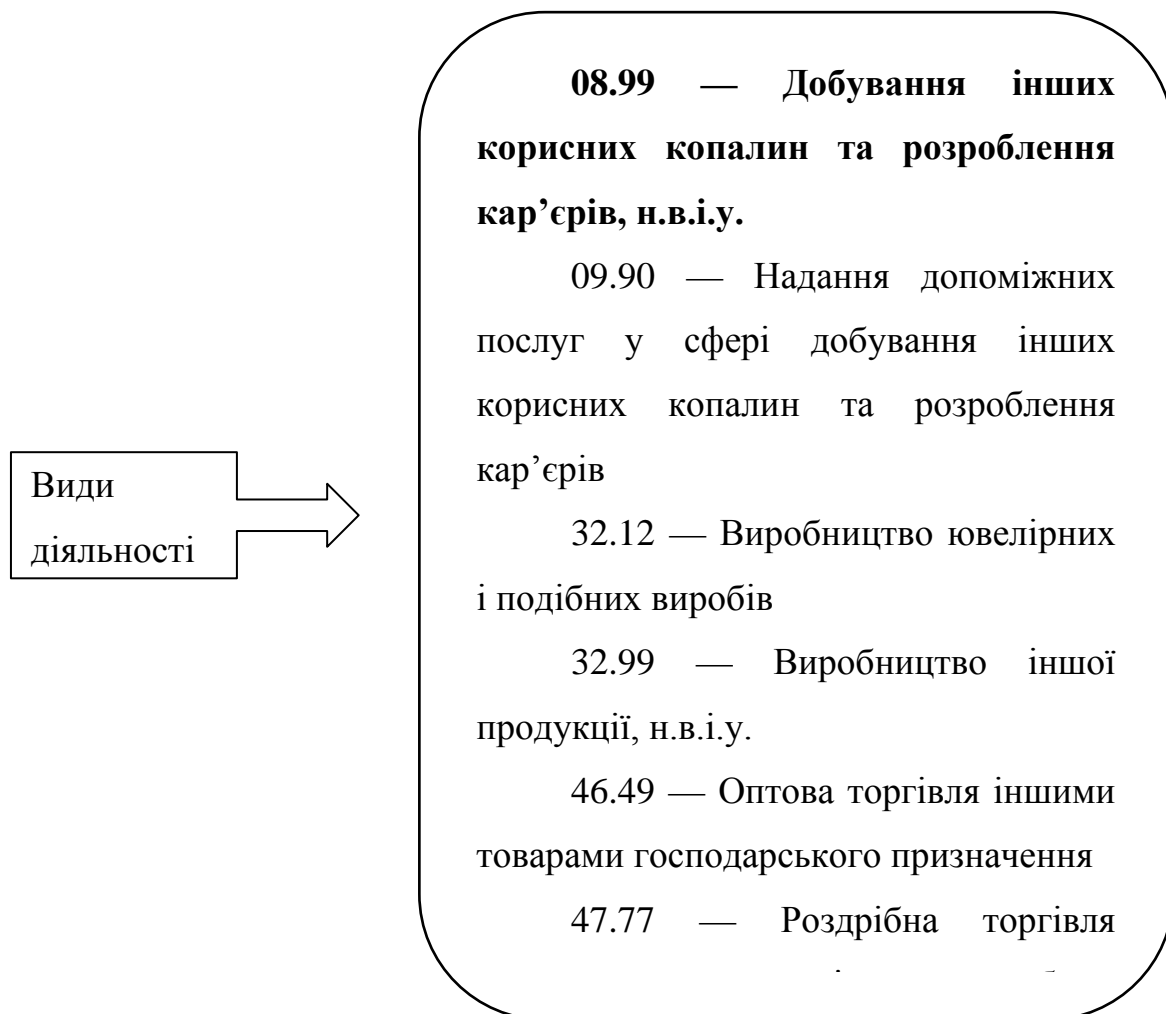 08.99 — Добування інших
корисних копалин та розроблення
кар’єрів, н.в.і.у.
09.90 — Надання допоміжних
послуг у сфері добування інших
корисних копалин та розроблення
кар’єрів
Види
діяльності
32.12 — Виробництво ювелірних
і подібних виробів
32.99 — Виробництво іншої
продукції, н.в.і.у.
46.49 — Оптова торгівля іншими
товарами господарського призначення
47.77 — Роздрібна торгівля